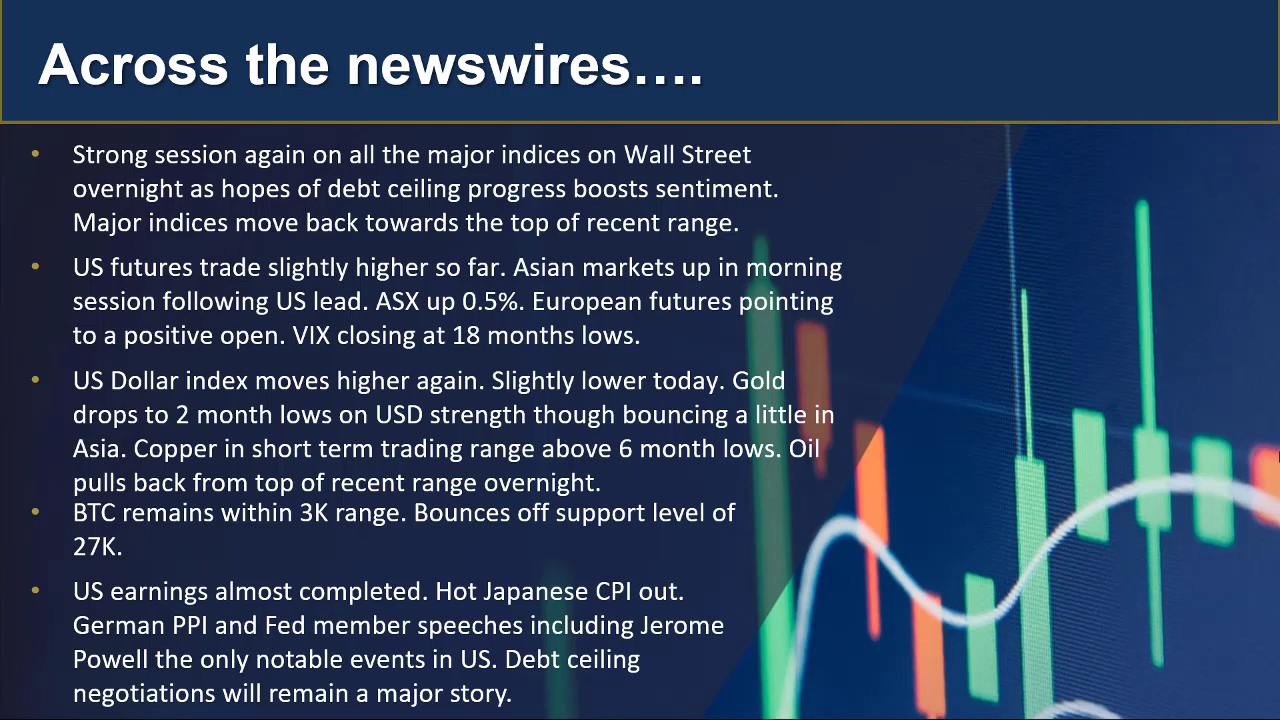 Across the newswires….
• Strong session again on all the major indices on Wall Street
overnight as hopes of debt ceiling progress boosts sentiment.
Major indices move back towards the top of recent range.
• US futures trade slightly higher so far. Asian markets up in morning
session following US lead. ASX up 0.5%. European futures pointing
to a positive open. VIX closing at 18 months lows.
• US Dollar index moves higher again. Slightly lower today. Gold
drops to 2 month lows on USD strength though bouncing a little in
Asia. Copper in short term trading range above 6 month lows. Oil
pulls back from top of recent range overnight.
• BTC remains within 3K range. Bounces off support level of
27K.
• US earnings almost completed. Hot Japanese CPI out.
German PPI and Fed member speeches including Jerome
Powell the only notable events in US. Debt ceiling
negotiations will remain a major story.